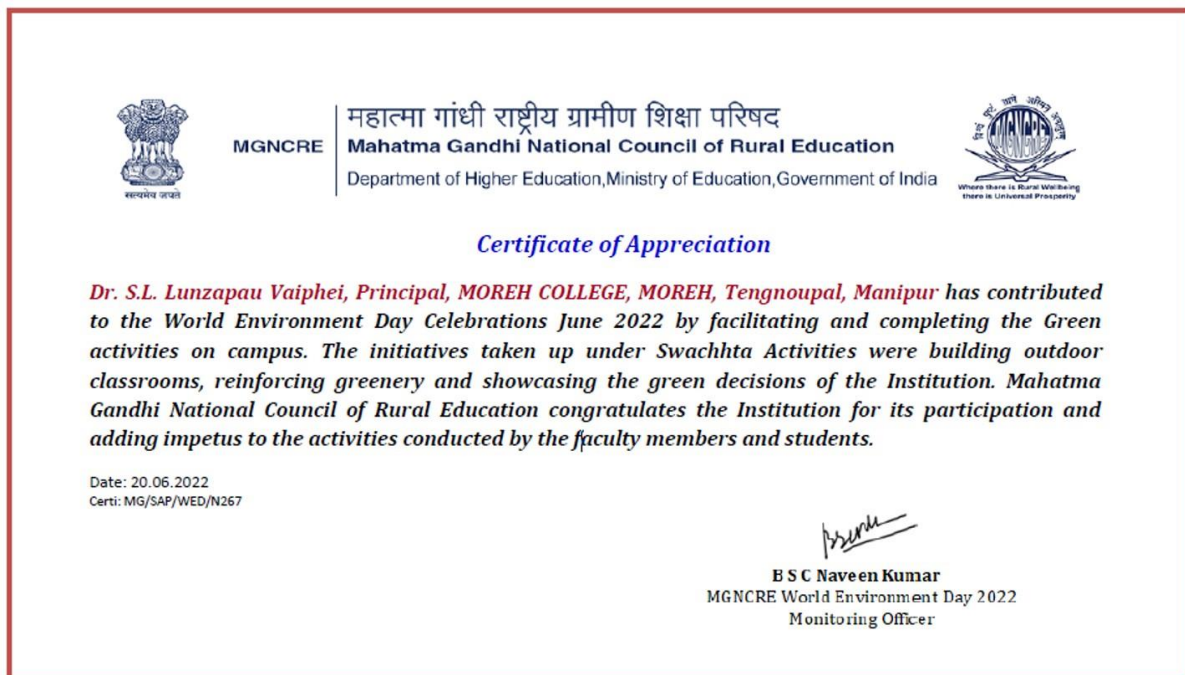 महात्मा गांधी राष्ट्रीय ग्रामीण शिक्षा परिषद
MGNCRE
Mahatma Gandhi National Council of Rural Education
Department of Higher Education,Ministry of Education,Government of India
सत्यमेव जयते
MGNCRE
Where there is Rural Wellbeing
there is Universal Prosperity
Certificate of Appreciation
Dr. S.L. Lunzapau Vaiphei, Principal, MOREH COLLEGE, MOREH, Tengnoupal, Manipur has contributed
to the World Environment Day Celebrations June 2022 by facilitating and completing the Green
activities on campus. The initiatives taken up under Swachhta Activities were building outdoor
classrooms, reinforcing greenery and showcasing the green decisions of the Institution. Mahatma
Gandhi National Council of Rural Education congratulates the Institution for its participation and
adding impetus to the activities conducted by the faculty members and students.
Date: 20.06.2022
Certi: MG/SAP/WED/N267
B S C Naveen Kumar
MGNCRE World Environment Day 2022
Monitoring Officer